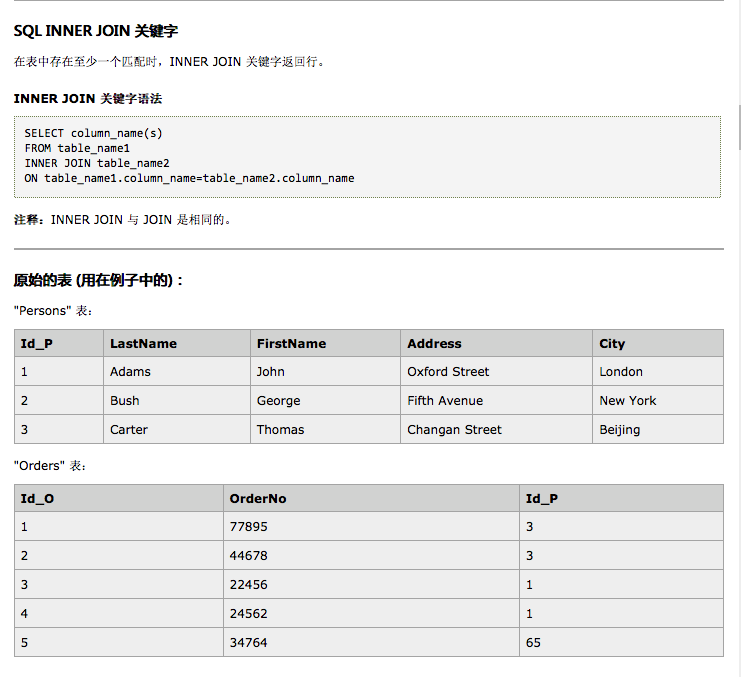 SQL INNER JOIN 关键字
在表中存在至少一个匹配时，INNER JOIN 关键字返回行。
INNER JOIN 关键字语法
SELECT column_name(s)
FROM table_name1
INNER JOIN table_name2
ON table_name1.column_name=table_name2.column_name
注释：INNER JOIN 与 JOIN 是相同的。
原始的表 (用在例子中的)：
"Persons" 表：
Id_P LastName FirstName Address City
1 Adams John Oxford Street London
2 Bush George Fifth Avenue New York
3 Carter Thomas Changan Street Beijing
"Orders" 表：
Id_O OrderNo Id_P
1 77895 3
2 44678 3
3 22456 1
4 24562 1
5 34764 65